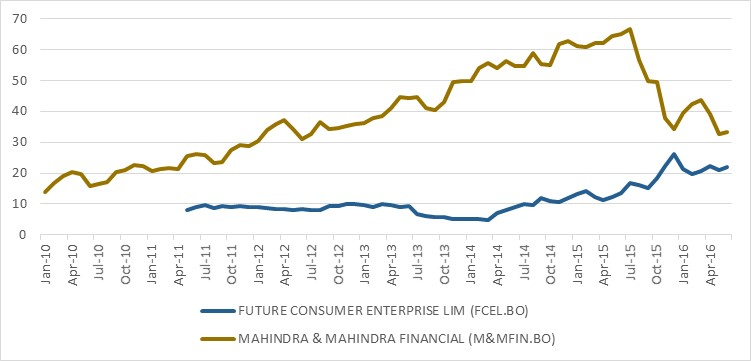 70
60
50
40
30
20
10
0
Jan-10
Apr-10
Jul-10
Oct-10
Jan-11
Apr-11
Jul-11
Oct-11
Jan-12
Apr-12
Jul-12
Oct-12
Jan-13
Apr-13
Jul-13
Oct-13
Jan-14
Apr-14
Jul-14
Oct-14
Jan-15
Apr-15
Jul-15
Oct-15
Jan-16
Apr-16
FUTURE CONSUMER ENTERPRISE LIM (FCEL.BO)
MAHINDRA & MAHINDRA FINANCIAL (M&MFIN.BO)